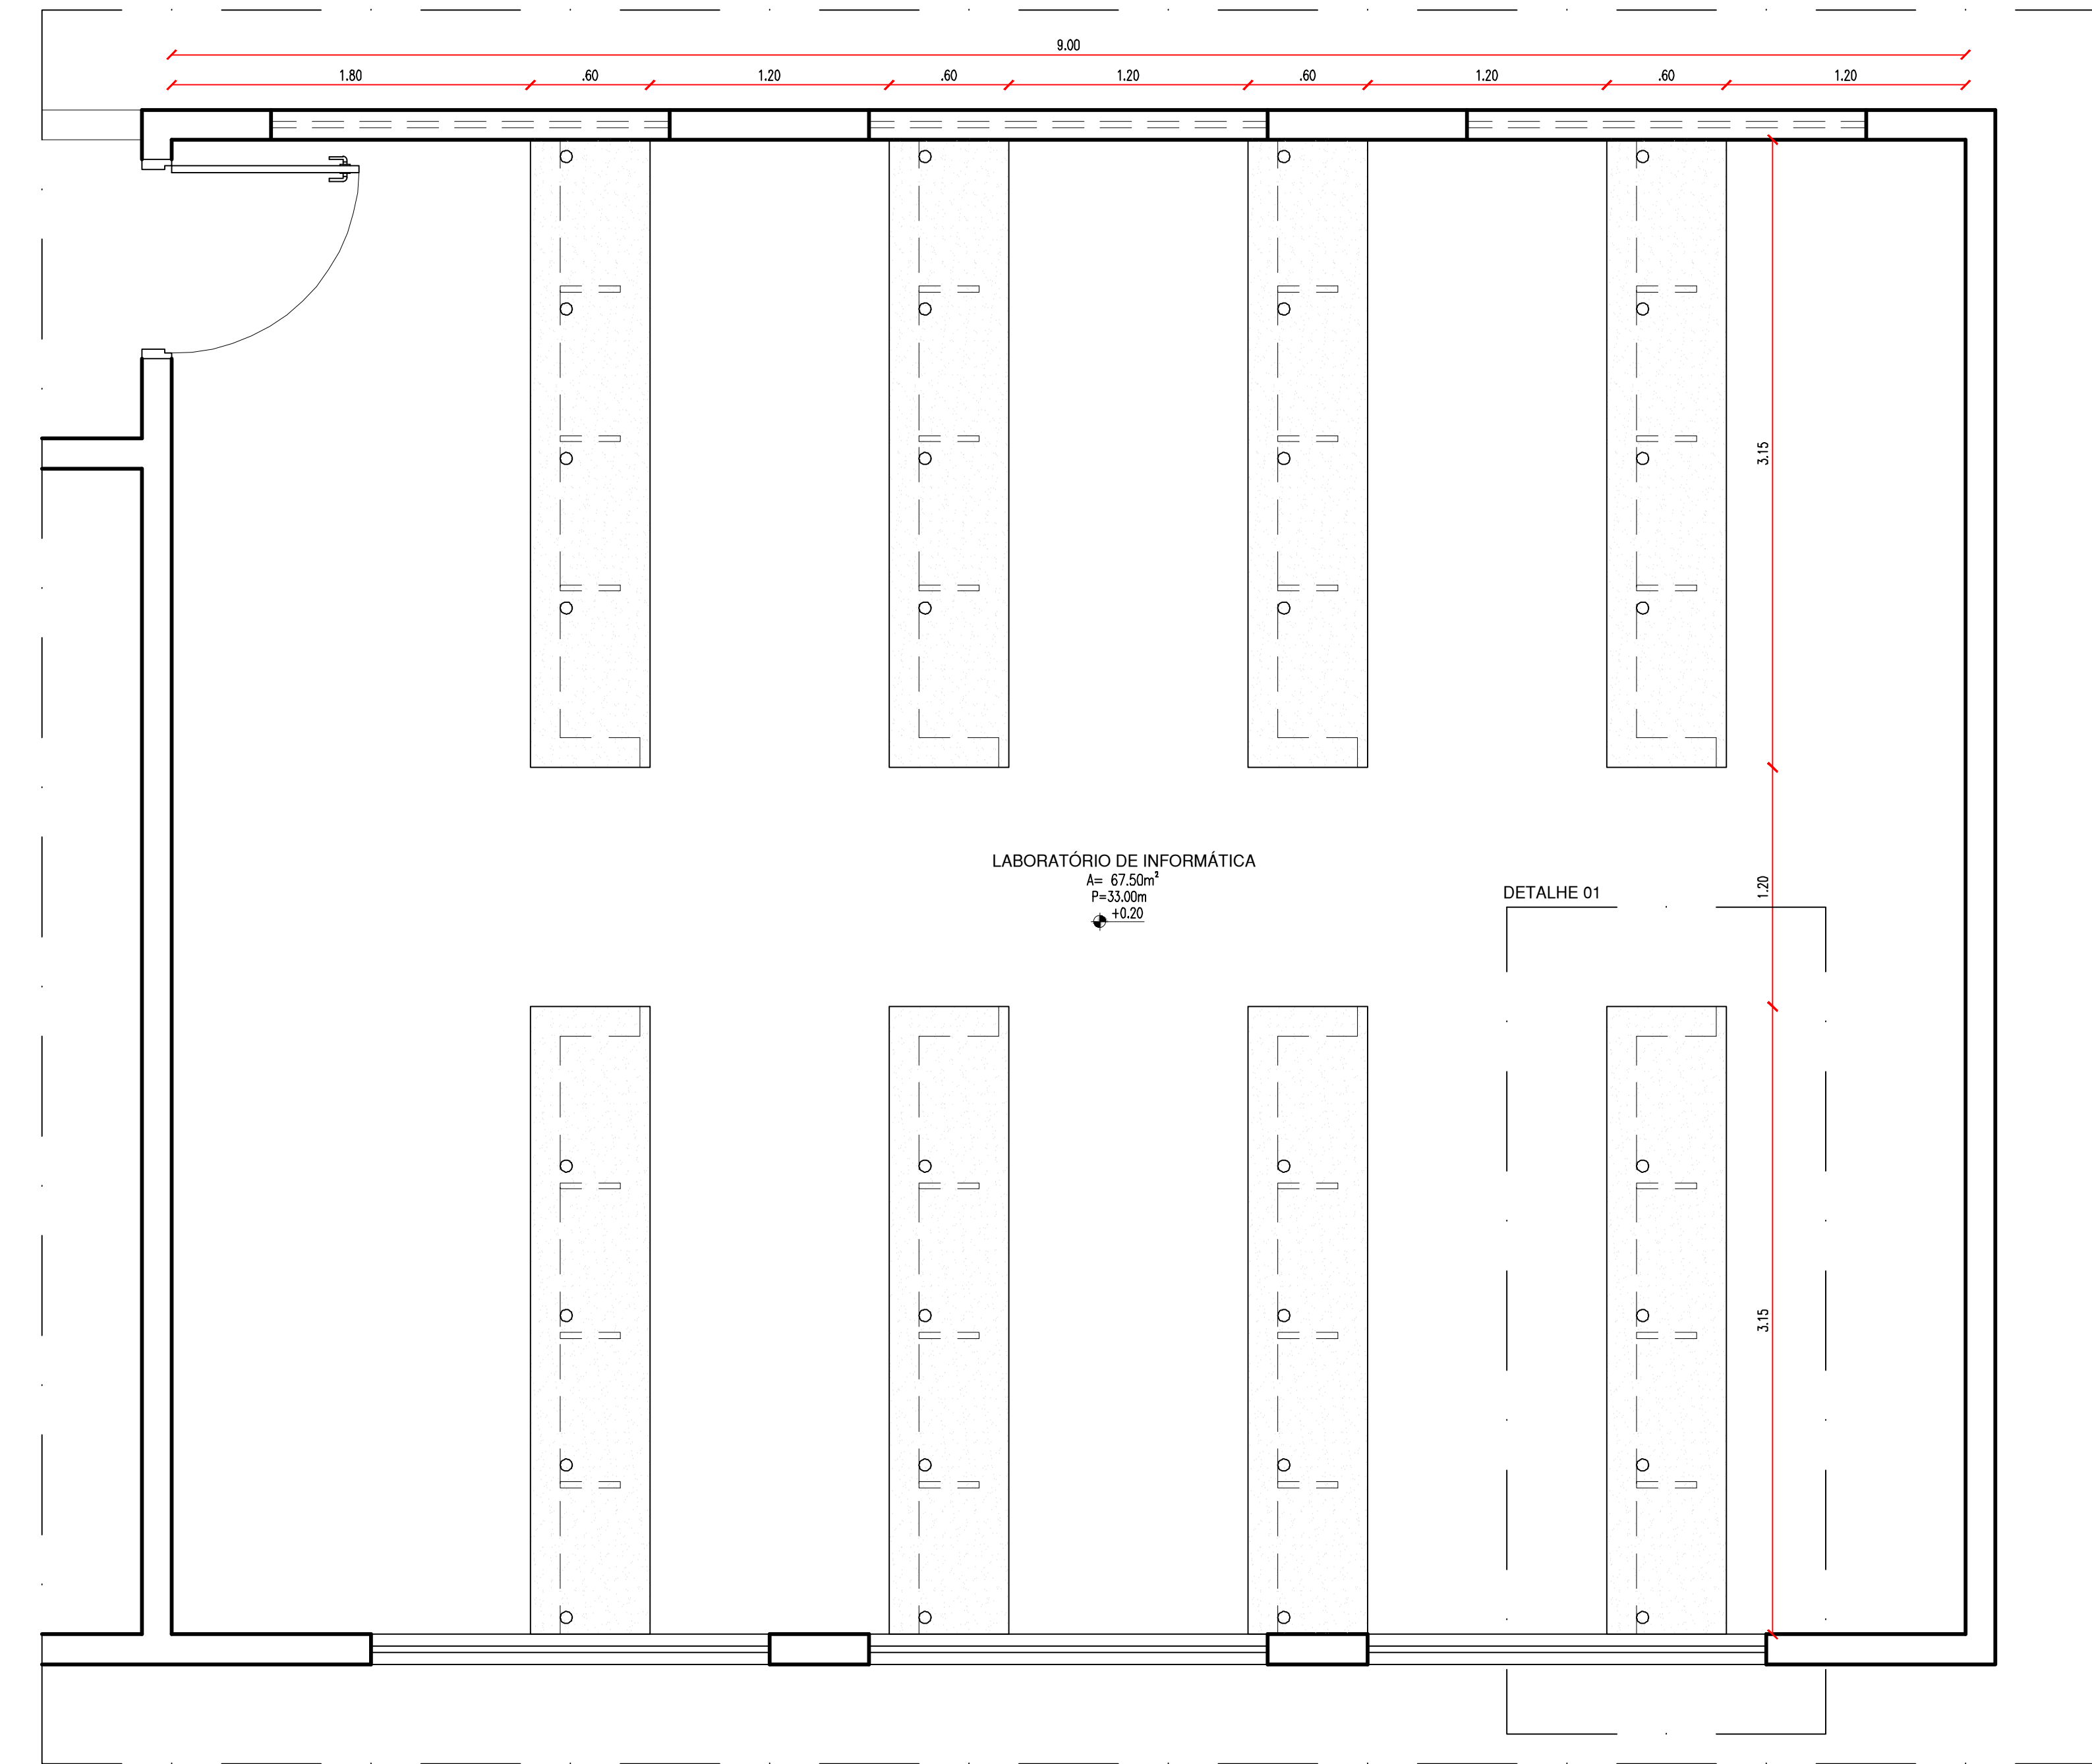 9.00
1.80 .60 1.20 .60 1.20 .60 1.20 .60 1.20
3.15
LABORATÓRIO DE INFORMÁTICA
A= 67.50m²
P=33.00m
+0.20
1.20
DETALHE 01
3.15